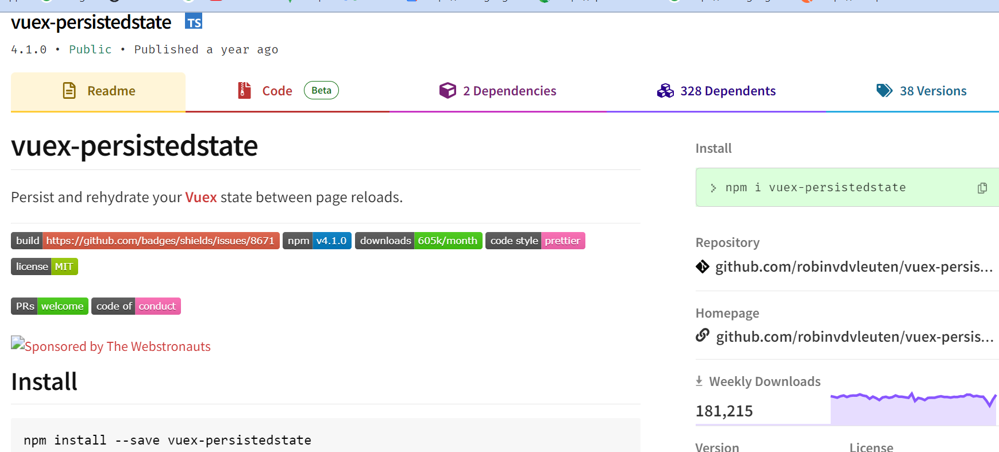 vuex-persistedstate TS
4.1.0 • Public • Published a year ago
Readme
Code Beta
2 Dependencies
328 Dependents
38 Versions
vuex-persistedstate
Persist and rehydrate your Vuex state between page reloads.
build https://github.com/badges/shields/issues/8671 npm v4.1.0 downloads 605k/month code style prettier
license MIT
PRs welcome code of conduct
Sponsored by The Webstronauts
Install
npm install --save vuex-persistedstate
Install
> npm i vuex-persistedstate
Repository
github.com/robinvdvleuten/vuex-persis...
Homepage
github.com/robinvdvleuten/vuex-persis...
Weekly Downloads
181,215
Version
License